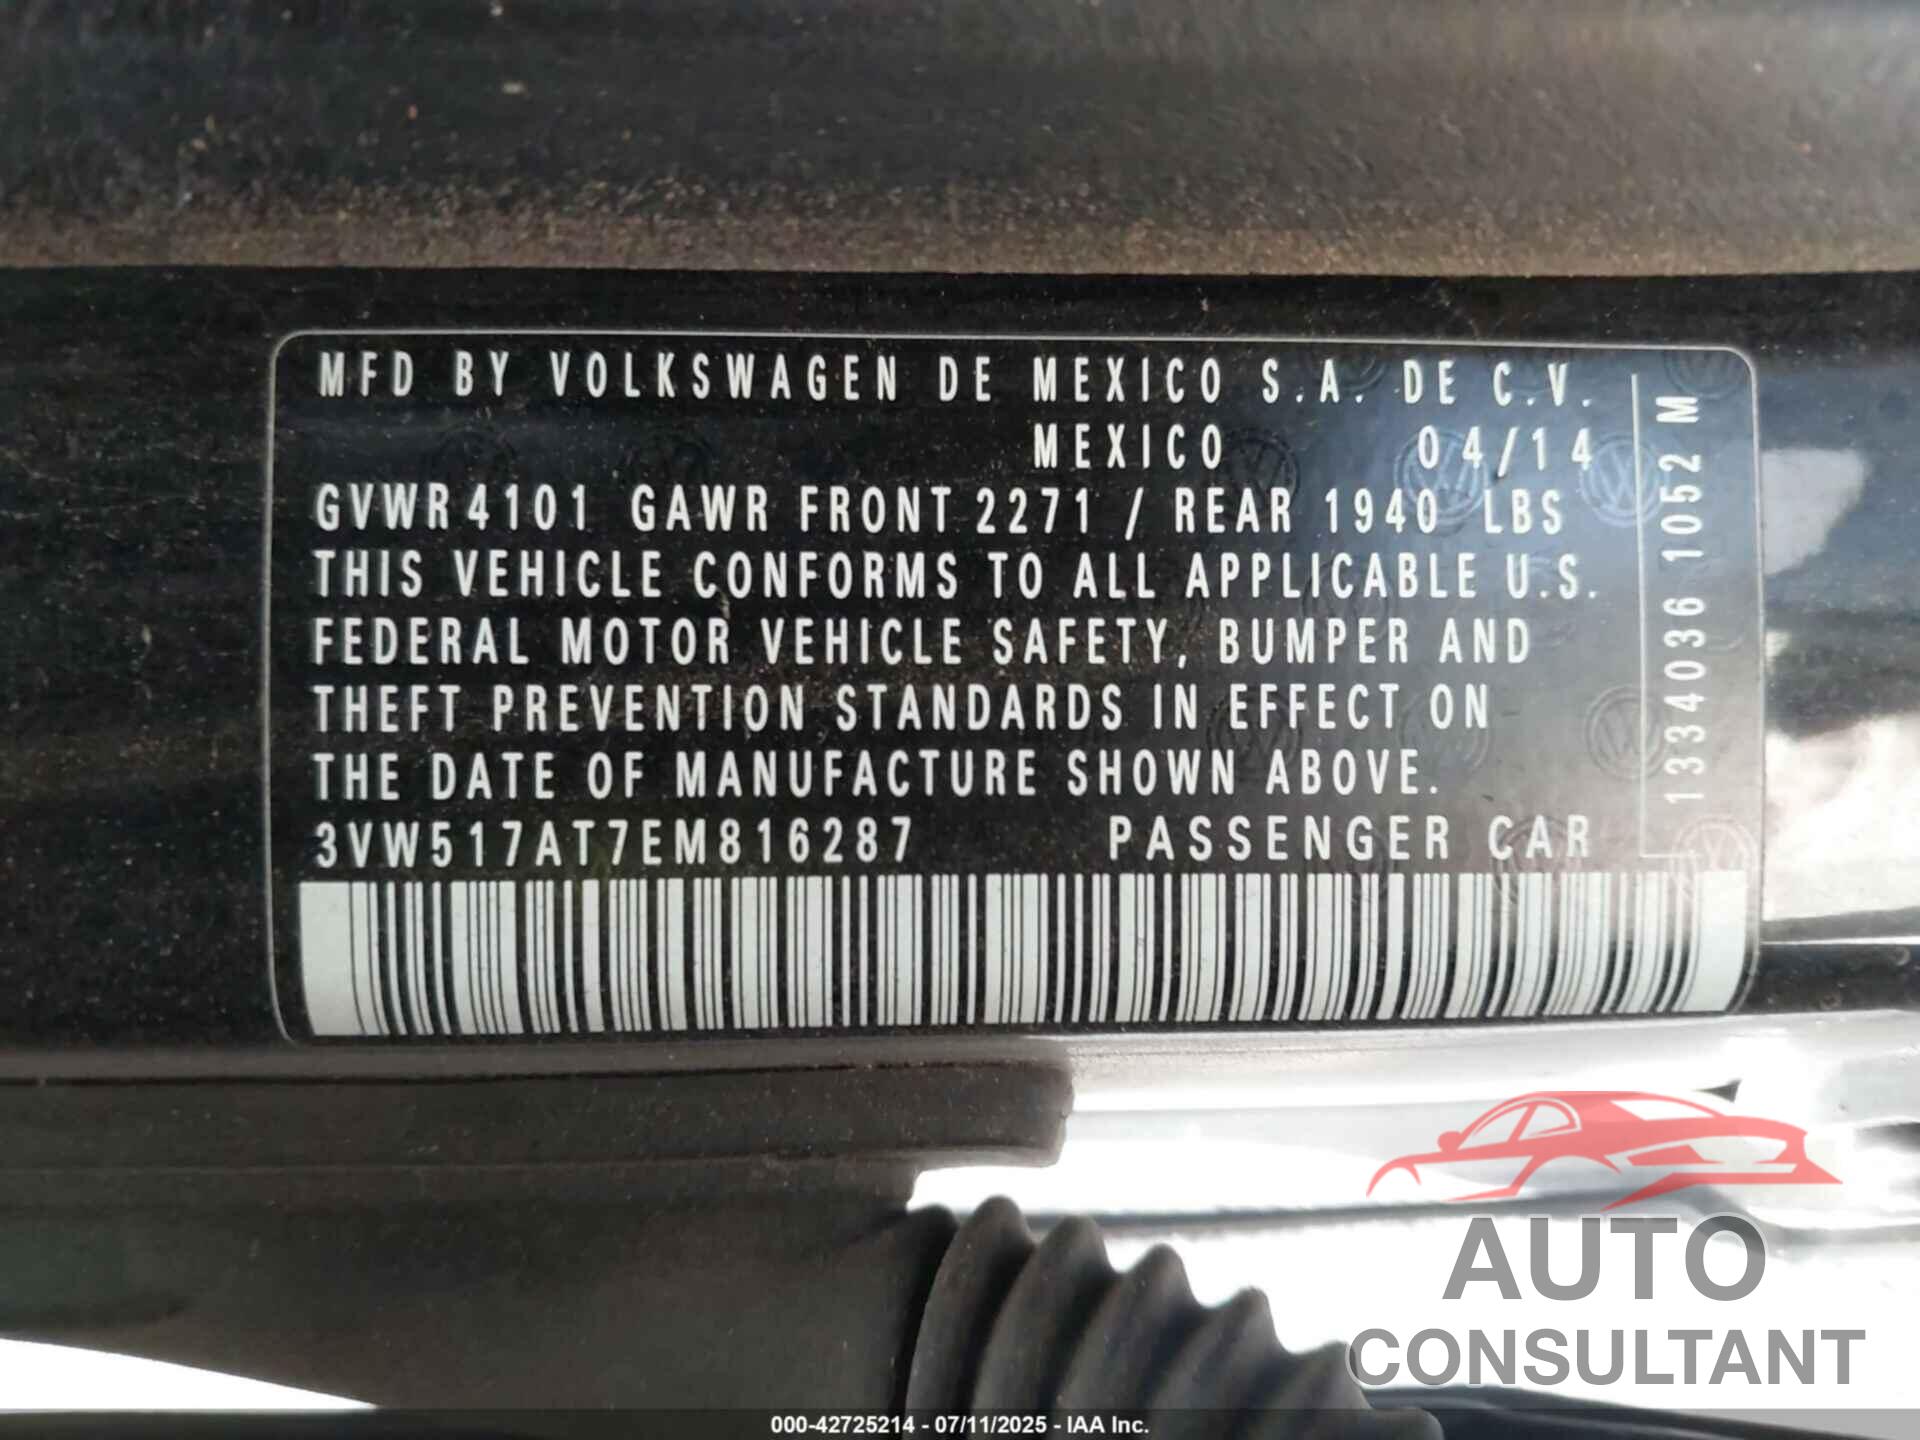 MFD BY VOLKSWAGEN DE MEXICO S.A. DE C.V.
MEXICO 04/14
GVWR 4101 GAWR FRONT 2271 / REAR 1940 LBS
THIS VEHICLE CONFORMS TO ALL APPLICABLE U.S.
FEDERAL MOTOR VEHICLE SAFETY, BUMPER AND
THEFT PREVENTION STANDARDS IN EFFECT ON
THE DATE OF MANUFACTURE SHOWN ABOVE.
3VW517AT7EM816287 PASSENGER CAR
1334036 1052 M
AUTO
CONSULTANT
000-42725214 - 07/11/2025 - IAA Inc.